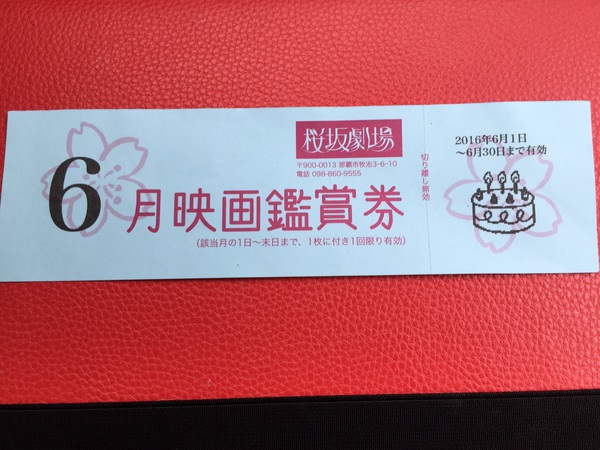 桜坂劇場
〒900-0013 那覇市牧志3-6-10
電話 098-860-9555
6月映画鑑賞券
（該当月の1日～末日まで、1枚に付き1回限り有効）
切り離し無効
2016年6月1日
～6月30日まで有効